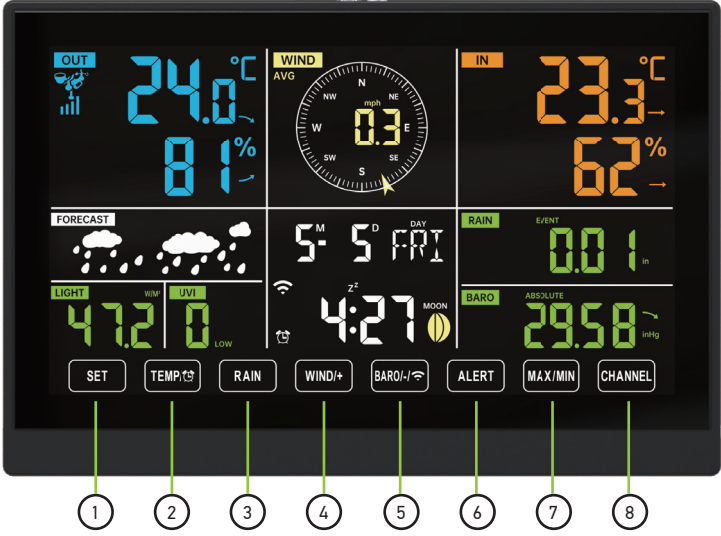 OUT
24.0°C
81%
WIND
AVG
N
NE
E
SE
S
SW
W
NW
mph
0.3
IN
23.3°C
62%
FORECAST
5M- 5D DAY FRI
RAIN
EVENT
0.01 in
LIGHT
W/M²
47.2
UVI
0 LOW
Zz
4:27
MOON
BARO
ABSOLUTE
29.58 inHg
SET
TEMP/
RAIN
WIND/+
BARO/-/
ALERT
MAX/MIN
CHANNEL
1
2
3
4
5
6
7
8